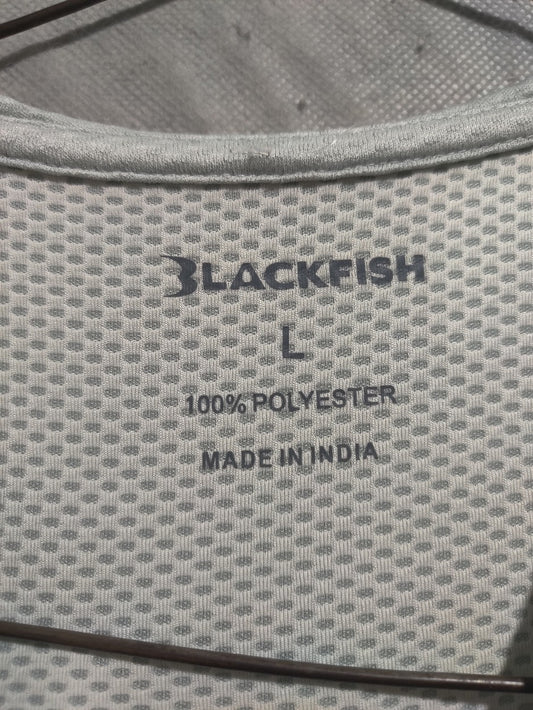 BLACKFISH
L
100% POLYESTER
MADE IN INDIA